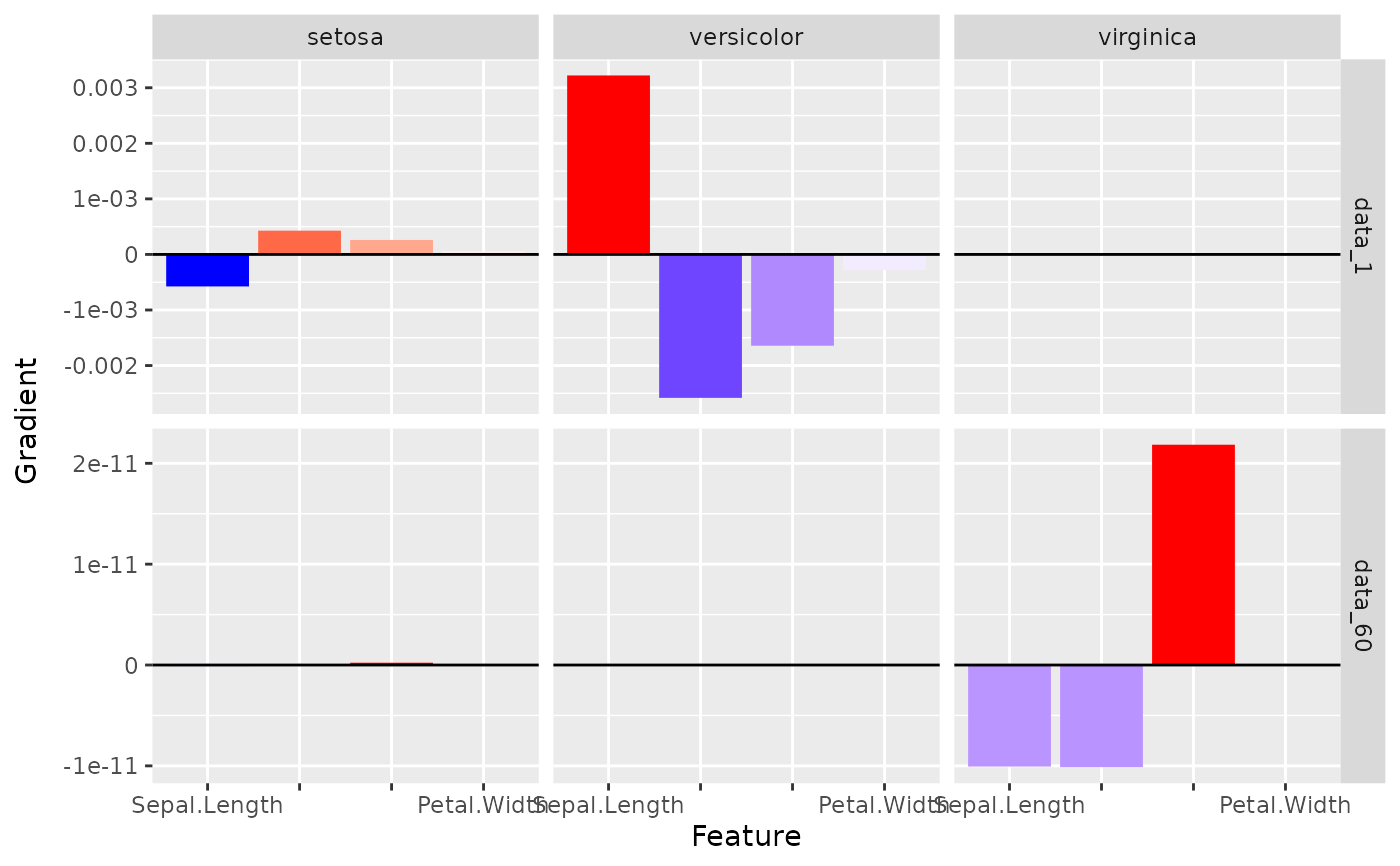 setosa
versicolor
virginica
0.003
0.002
1e-03
0
-1e-03
-0.002
data_1
Gradient
2e-11
1e-11
0
-1e-11
data_60
Sepal.Length
Petal.Width
Sepal.Length
Petal.Width
Sepal.Length
Petal.Width
Feature